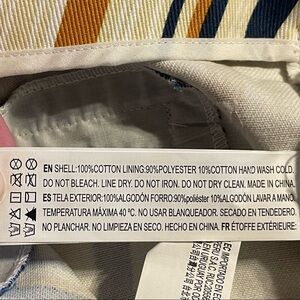 EN SHELL:100%COTTON LINING:90%POLYESTER 10%COTTON HAND WASH COLD.
DO NOT BLEACH. LINE DRY. DO NOT IRON. DO NOT DRY CLEAN. MADE IN CHINA.
ES TELA EXTERIOR:100%ALGODÓN FORRO:90%poliéster 10%ALGODÓN LAVAR A MANO.
TEMPERATURA MÁXIMA 40 ºC. NO USAR BLANQUEADOR. SECADO EN TENDEDERO.
NO PLANCHAR. NO LIMPIEZA EN SECO. HECHO EN CHINA. FR ÉTOFFE EXTÉRIEURE: